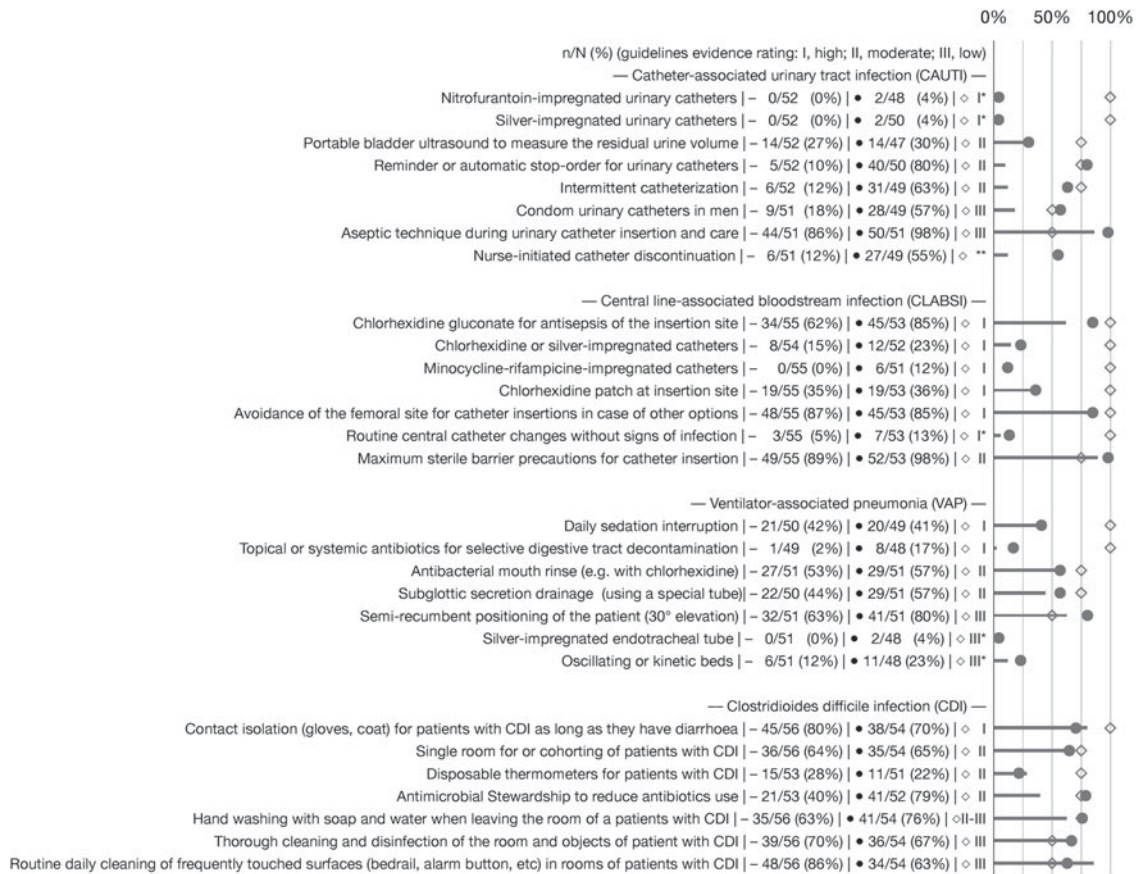 0% 50% 100%
n/N (%) (guidelines evidence rating: I, high; II, moderate; III, low)
— Catheter-associated urinary tract infection (CAUTI) —
Nitrofurantoin-impregnated urinary catheters | – 0/52 (0%) | ● 2/48 (4%) | ◇ I*
Silver-impregnated urinary catheters | – 0/52 (0%) | ● 2/50 (4%) | ◇ I*
Portable bladder ultrasound to measure the residual urine volume | – 14/52 (27%) | ● 14/47 (30%) | ◇ II
Reminder or automatic stop-order for urinary catheters | – 5/52 (10%) | ● 40/50 (80%) | ◇ II
Intermittent catheterization | – 6/52 (12%) | ● 31/49 (63%) | ◇ II
Condom urinary catheters in men | – 9/51 (18%) | ● 28/49 (57%) | ◇ III
Aseptic technique during urinary catheter insertion and care | – 44/51 (86%) | ● 50/51 (98%) | ◇ III
Nurse-initiated catheter discontinuation | – 6/51 (12%) | ● 27/49 (55%) | ◇ **
— Central line-associated bloodstream infection (CLABSI) —
Chlorhexidine gluconate for antisepsis of the insertion site | – 34/55 (62%) | ● 45/53 (85%) | ◇ I
Chlorhexidine or silver-impregnated catheters | – 8/54 (15%) | ● 12/52 (23%) | ◇ I
Minocycline-rifampicine-impregnated catheters | – 0/55 (0%) | ● 6/51 (12%) | ◇ I
Chlorhexidine patch at insertion site | – 19/55 (35%) | ● 19/53 (36%) | ◇ I
Avoidance of the femoral site for catheter insertions in case of other options | – 48/55 (87%) | ● 45/53 (85%) | ◇ I
Routine central catheter changes without signs of infection | – 3/55 (5%) | ● 7/53 (13%) | ◇ I*
Maximum sterile barrier precautions for catheter insertion | – 49/55 (89%) | ● 52/53 (98%) | ◇ II
— Ventilator-associated pneumonia (VAP) —
Daily sedation interruption | – 21/50 (42%) | ● 20/49 (41%) | ◇ I
Topical or systemic antibiotics for selective digestive tract decontamination | – 1/49 (2%) | ● 8/48 (17%) | ◇ I
Antibacterial mouth rinse (e.g. with chlorhexidine) | – 27/51 (53%) | ● 29/51 (57%) | ◇ II
Subglottic secretion drainage (using a special tube)| – 22/50 (44%) | ● 29/51 (57%) | ◇ II
Semi-recumbent positioning of the patient (30° elevation) | – 32/51 (63%) | ● 41/51 (80%) | ◇ III
Silver-impregnated endotracheal tube | – 0/51 (0%) | ● 2/48 (4%) | ◇ III*
Oscillating or kinetic beds | – 6/51 (12%) | ● 11/48 (23%) | ◇ III*
— Clostridioides difficile infection (CDI) —
Contact isolation (gloves, coat) for patients with CDI as long as they have diarrhoea | – 45/56 (80%) | ● 38/54 (70%) | ◇ I
Single room for or cohorting of patients with CDI | – 36/56 (64%) | ● 35/54 (65%) | ◇ II
Disposable thermometers for patients with CDI | – 15/53 (28%) | ● 11/51 (22%) | ◇ II
Antimicrobial Stewardship to reduce antibiotics use | – 21/53 (40%) | ● 41/52 (79%) | ◇ II
Hand washing with soap and water when leaving the room of a patients with CDI | – 35/56 (63%) | ● 41/54 (76%) | ◇II-III
Thorough cleaning and disinfection of the room and objects of patient with CDI | – 39/56 (70%) | ● 36/54 (67%) | ◇ III
Routine daily cleaning of frequently touched surfaces (bedrail, alarm button, etc) in rooms of patients with CDI | – 48/56 (86%) | ● 34/54 (63%) | ◇ III